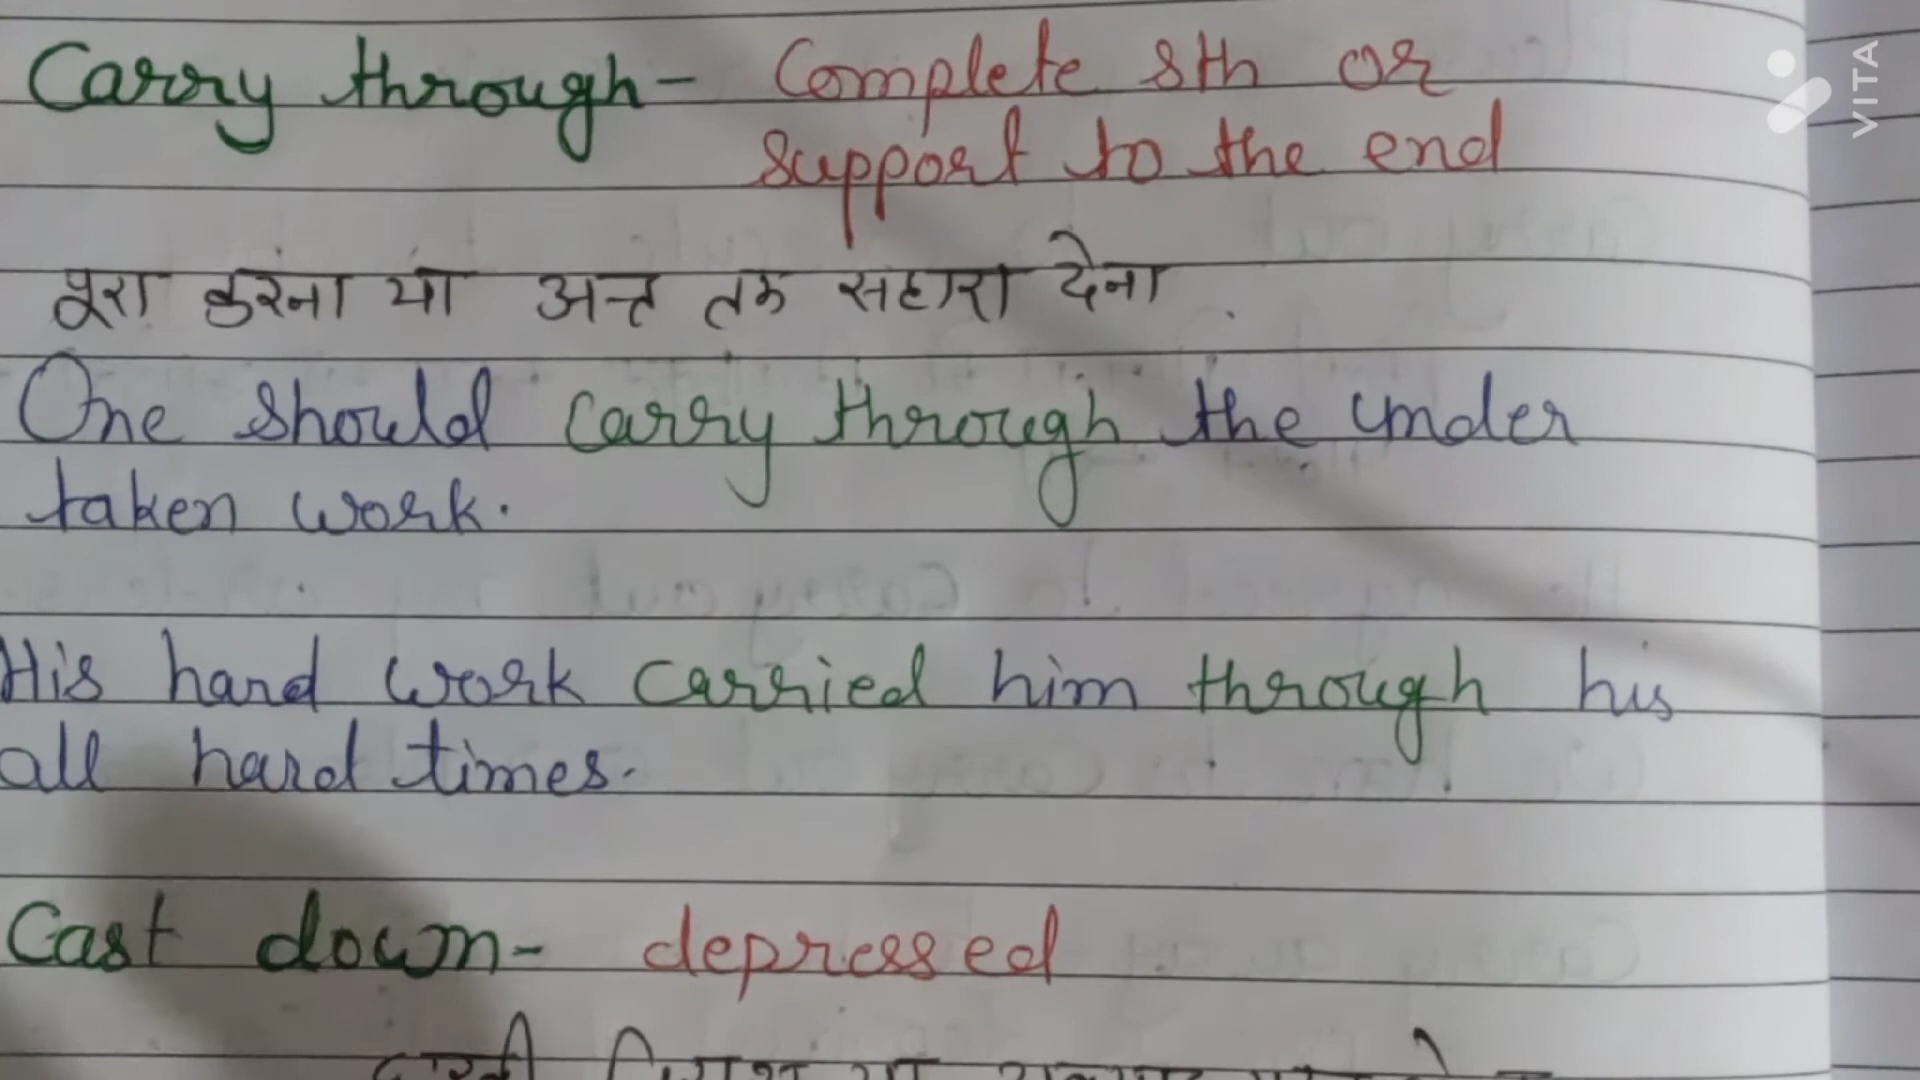 Carry through- Complete sth or
support to the end
पूरा करना या अन्त तक सहारा देना.
One should carry through the under
taken work.
His hard work carried him through his
all hard times.
Cast down- depressed
VITA